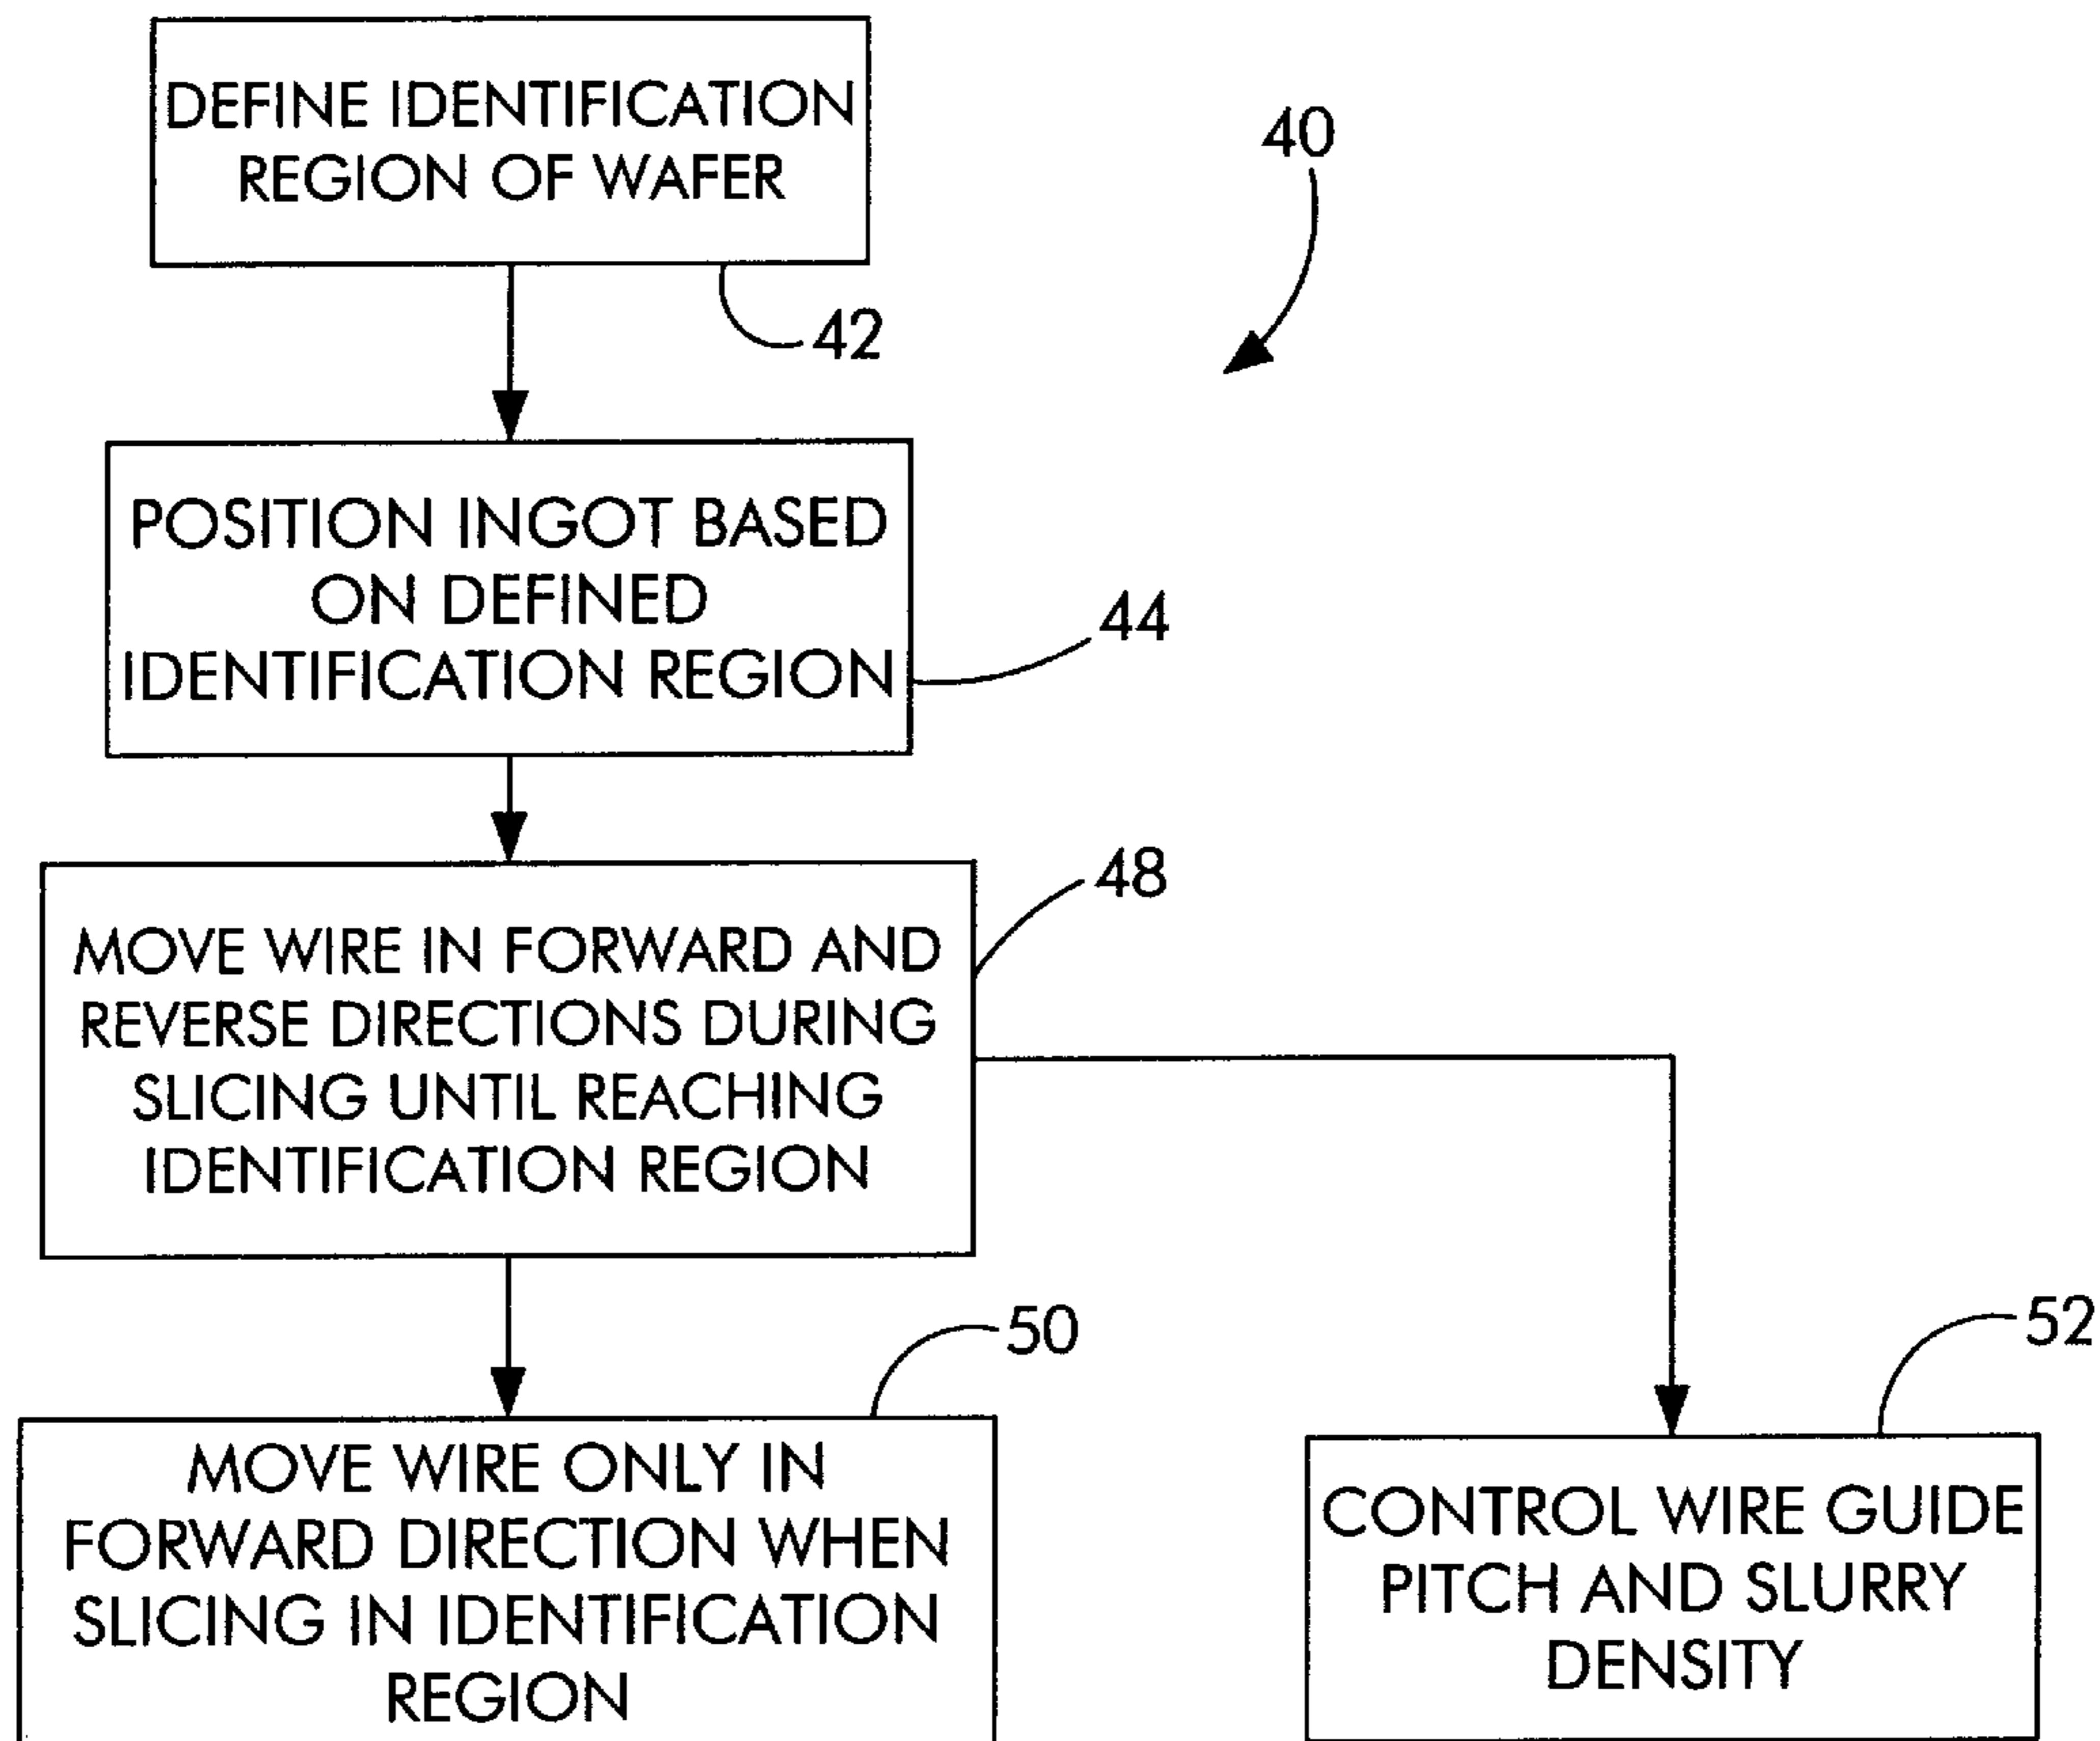 DEFINE IDENTIFICATION
REGION OF WAFER
40
42
POSITION INGOT BASED
ON DEFINED
IDENTIFICATION REGION
44
MOVE WIRE IN FORWARD AND
REVERSE DIRECTIONS DURING
SLICING UNTIL REACHING
IDENTIFICATION REGION
48
MOVE WIRE ONLY IN
FORWARD DIRECTION WHEN
SLICING IN IDENTIFICATION
REGION
50
CONTROL WIRE GUIDE
PITCH AND SLURRY
DENSITY
52